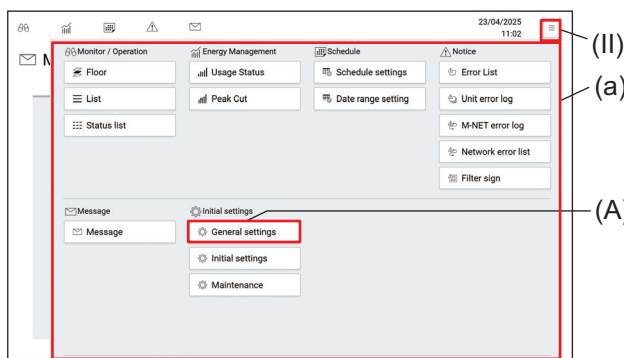 88
23/04/2025
11:02
(II)
M
Monitor / Operation
Energy Management
Schedule
Notice
Floor
Usage Status
Schedule settings
Error List
(a)
List
Peak Cut
Date range setting
Unit error log
Status list
M-NET error log
Network error list
Filter sign
Message
Initial settings
(A)
Message
General settings
Initial settings
Maintenance